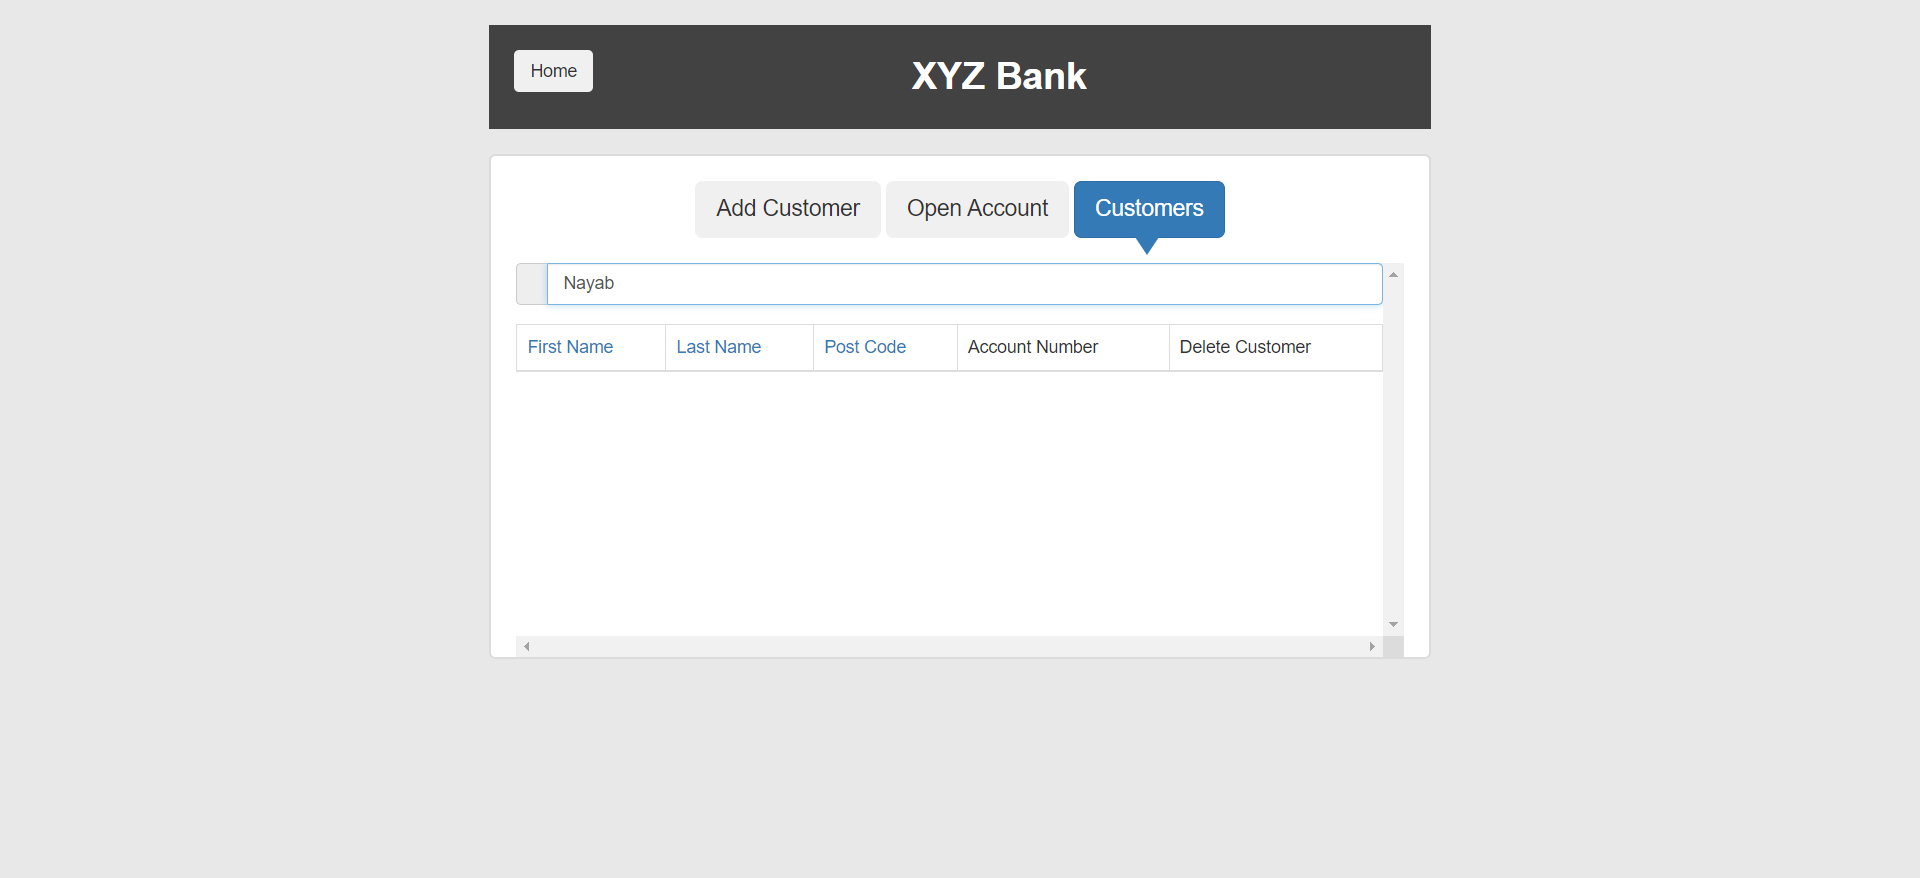 Home
XYZ Bank
Add Customer Open Account Customers
Nayab
First Name Last Name Post Code Account Number Delete Customer